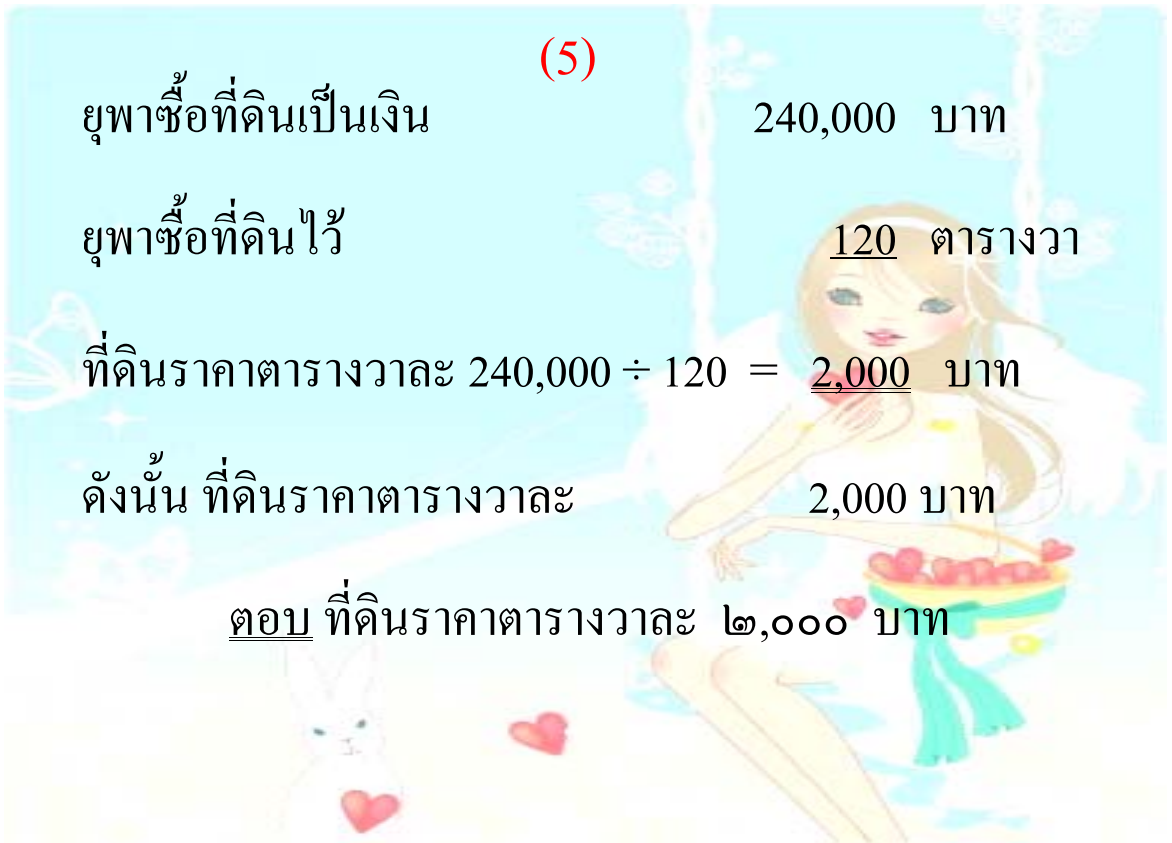 (5)
ยุพาซื้อที่ดินเป็นเงิน 240,000 บาท
ยุพาซื้อที่ดินไว้ 120 ตารางวา
ที่ดินราคาตารางวาละ 240,000 ÷ 120 = 2,000 บาท
ดังนั้น ที่ดินราคาตารางวาละ 2,000 บาท
ตอบ ที่ดินราคาตารางวาละ ๒,๐๐๐ บาท